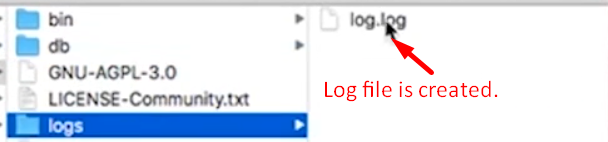 bin
db
GNU-AGPL-3.0
LICENSE-Community.txt
logs
log.log
Log file is created.